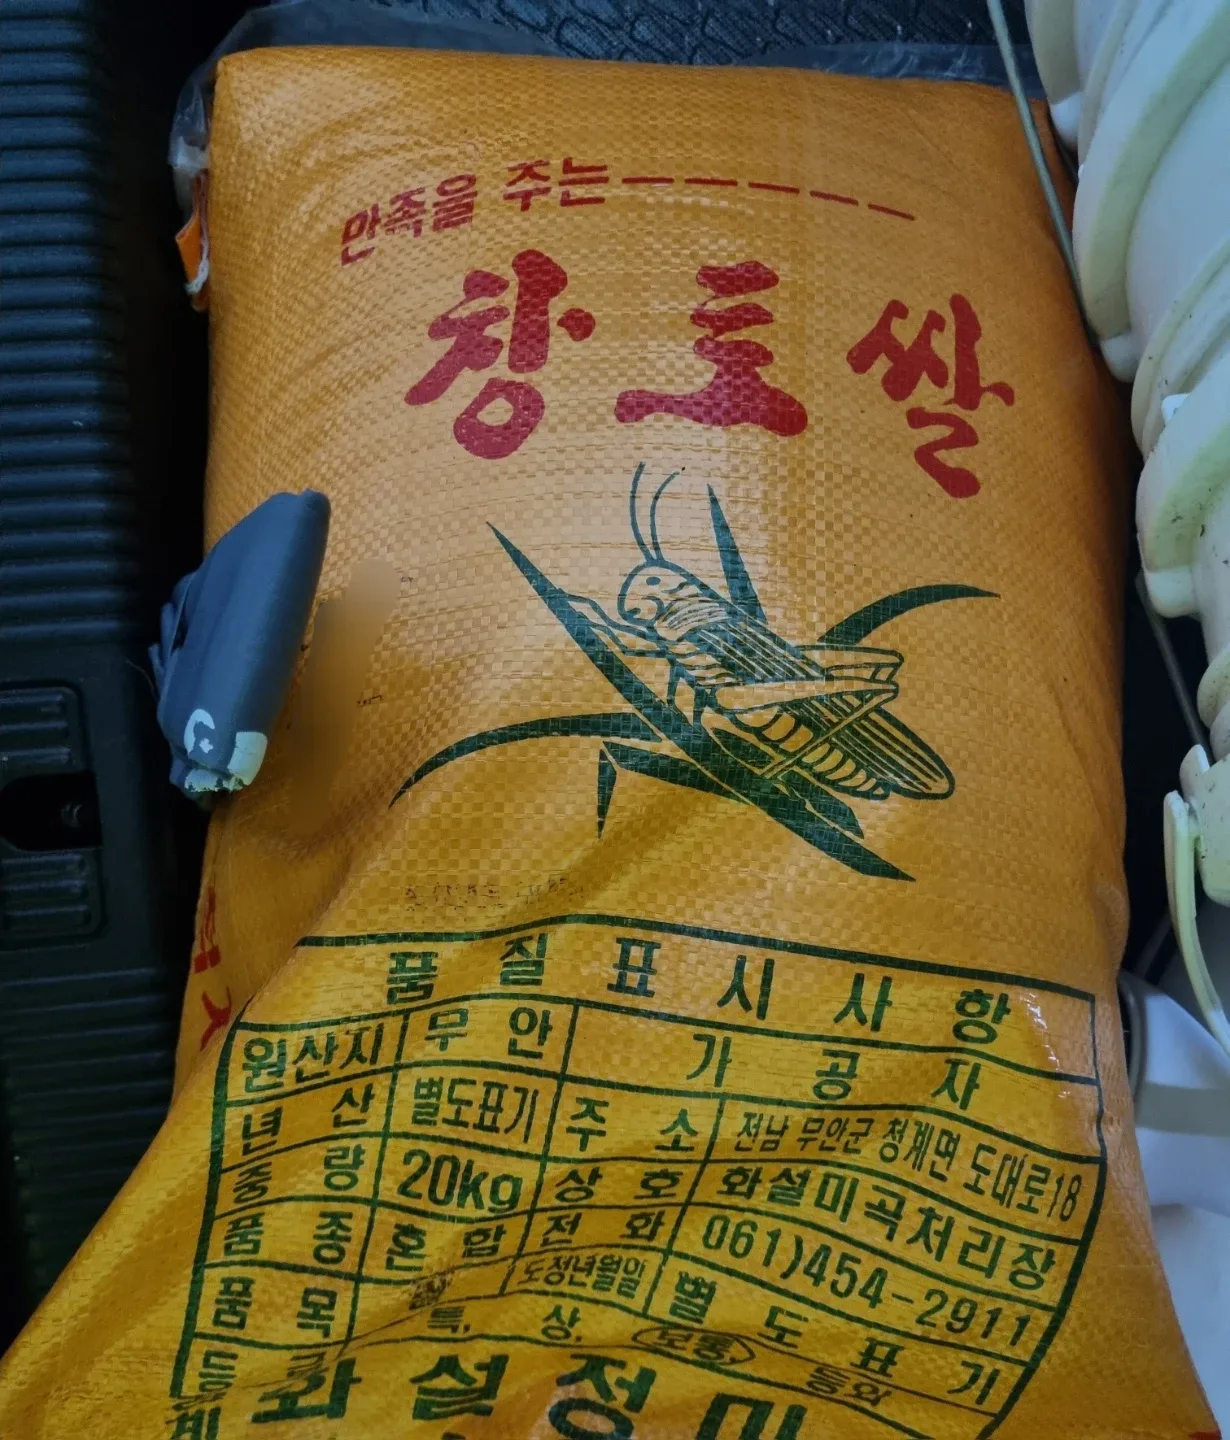 만족을 주는
창토쌀
품질표시사항
원산지 무안 가공자
년산 별도표기 주소 전남 무안군 청계면 도대로18
중량 20kg 상호 화설미곡처리장
품종 혼합 전화 061)454-2911
품목 도정년월일 별도표기
특, 상, 보통,
화설정미